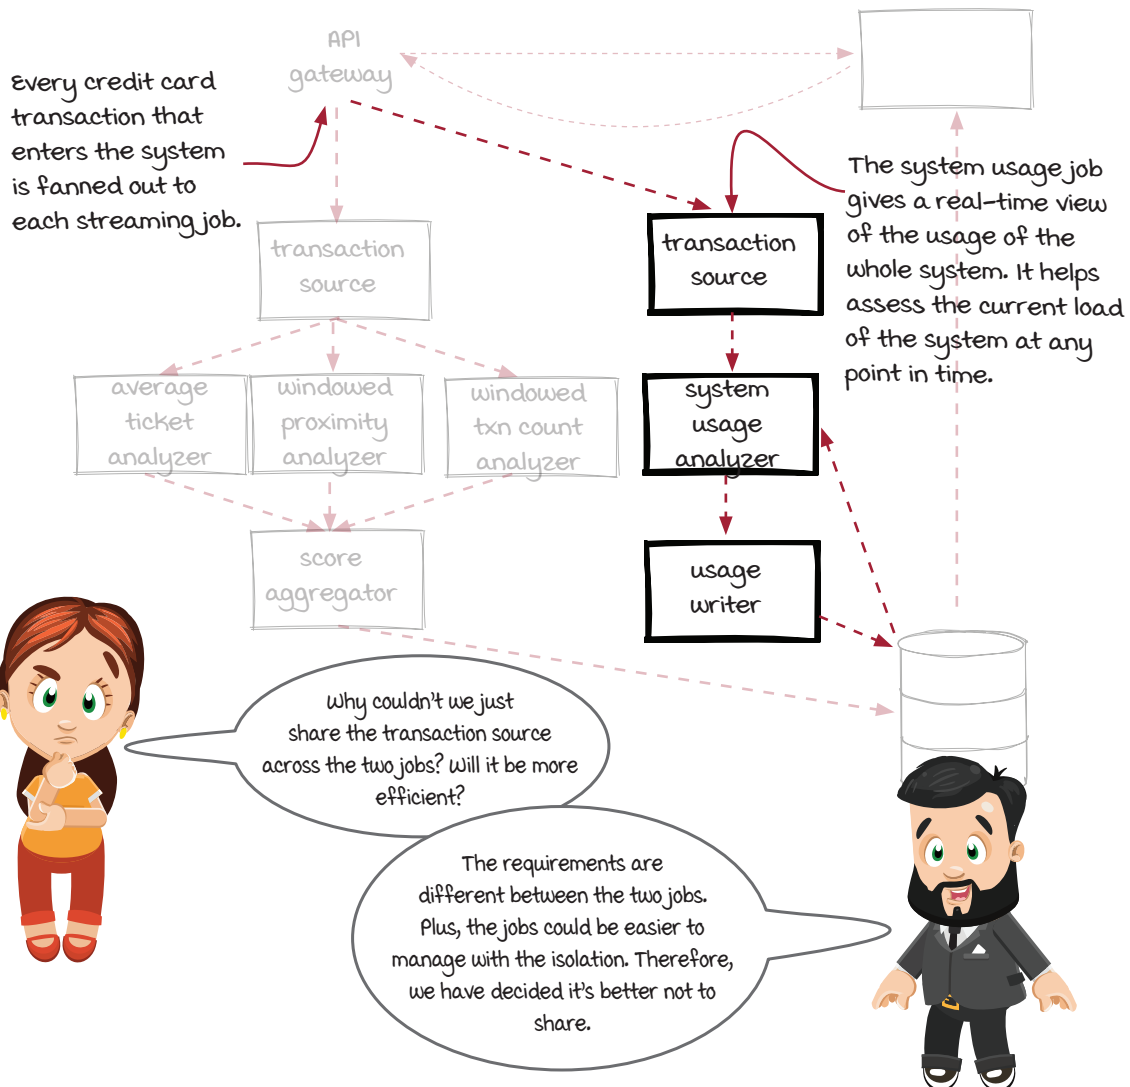 API
gateway
Every credit card
transaction that
enters the system
is fanned out to
each streaming job.
The system usage job
gives a real-time view
of the usage of the
whole system. It helps
assess the current load
of the system at any
point in time.
transaction
source
transaction
source
average
ticket
analyzer
windowed
proximity
analyzer
windowed
txn count
analyzer
system
usage
analyzer
score
aggregator
usage
writer
Why couldn't we just
share the transaction source
across the two jobs? Will it be more
efficient?
The requirements are
different between the two jobs.
Plus, the jobs could be easier to
manage with the isolation. Therefore,
we have decided it's better not to
share.